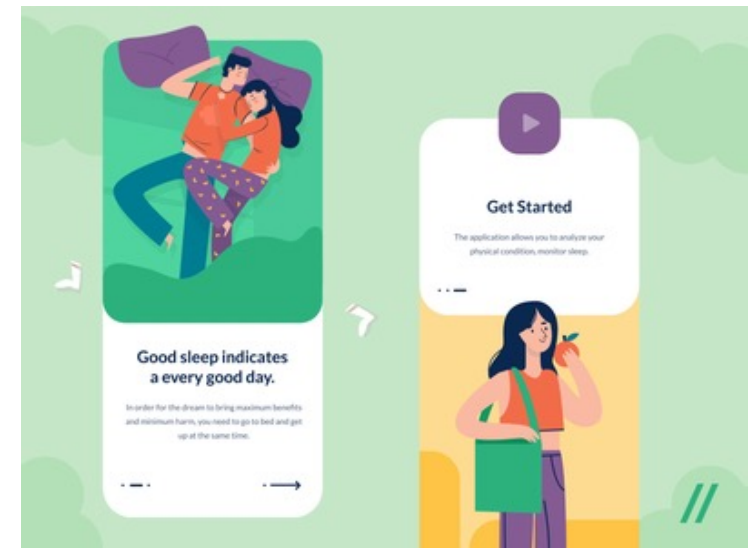 Good sleep indicates
a every good day.
In order for the dream to bring maximum benefits
and minimum harm, you need to go to bed and get
up at the same time.
Get Started
The application allows you to analyze your
physical condition, monitor sleep.